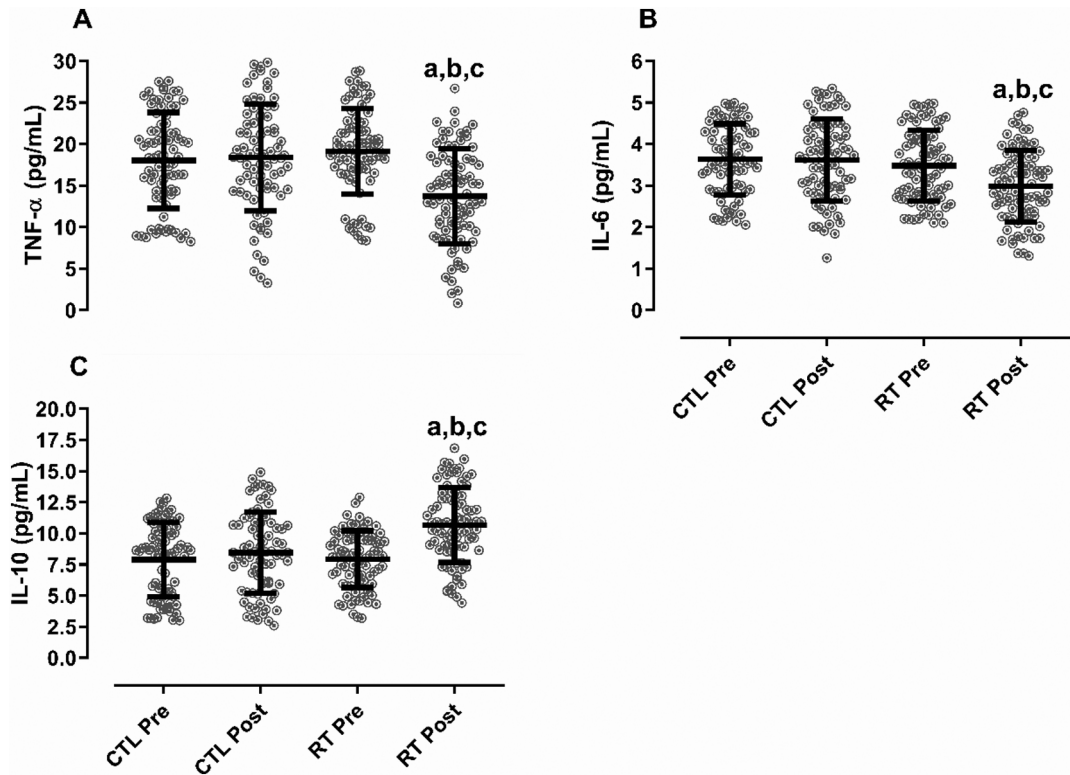 A
TNF-α (pg/mL)
30
25
20
15
10
5
0
a,b,c
B
IL-6 (pg/mL)
6
5
4
3
2
1
0
a,b,c
CTL Pre
CTL Post
RT Pre
RT Post
C
IL-10 (pg/mL)
20.0
17.5
15.0
12.5
10.0
7.5
5.0
2.5
0.0
a,b,c
CTL Pre
CTL Post
RT Pre
RT Post